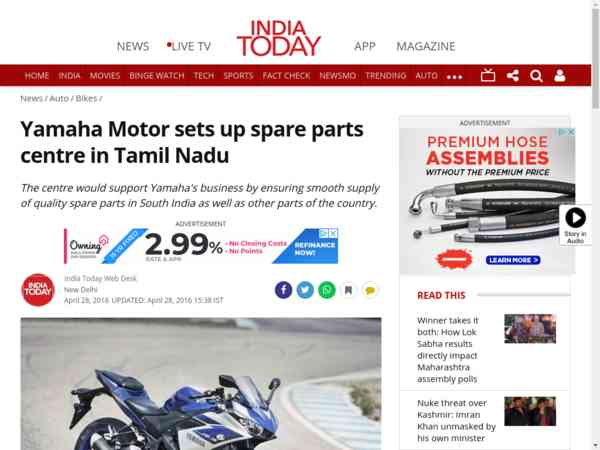 NEWS
LIVE TV
INDIA
TODAY
APP
MAGAZINE
HOME INDIA MOVIES BINGE WATCH TECH SPORTS FACT CHECK NEWSMO TRENDING AUTO
News / Auto / Bikes /
Yamaha Motor sets up spare parts
centre in Tamil Nadu
The centre would support Yamaha's business by ensuring smooth supply
of quality spare parts in South India as well as other parts of the country.
ADVERTISEMENT
Owning
15 YR FIXED
2.99%
RATE & APR
- No Closing Costs
- No Points
REFINANCE
NOW!
INDIA
TODAY
India Today Web Desk
New Delhi
April 28, 2016 UPDATED: April 28, 2016 15:38 IST
YAMAHA
ADVERTISEMENT
PREMIUM HOSE
ASSEMBLIES
WITHOUT THE PREMIUM PRICE
LEARN MORE
Story in
Audio
READ THIS
Winner takes it
both: How Lok
Sabha results
directly impact
Maharashtra
assembly polls
Nuke threat over
Kashmir: Imran
Khan unmasked by
his own minister